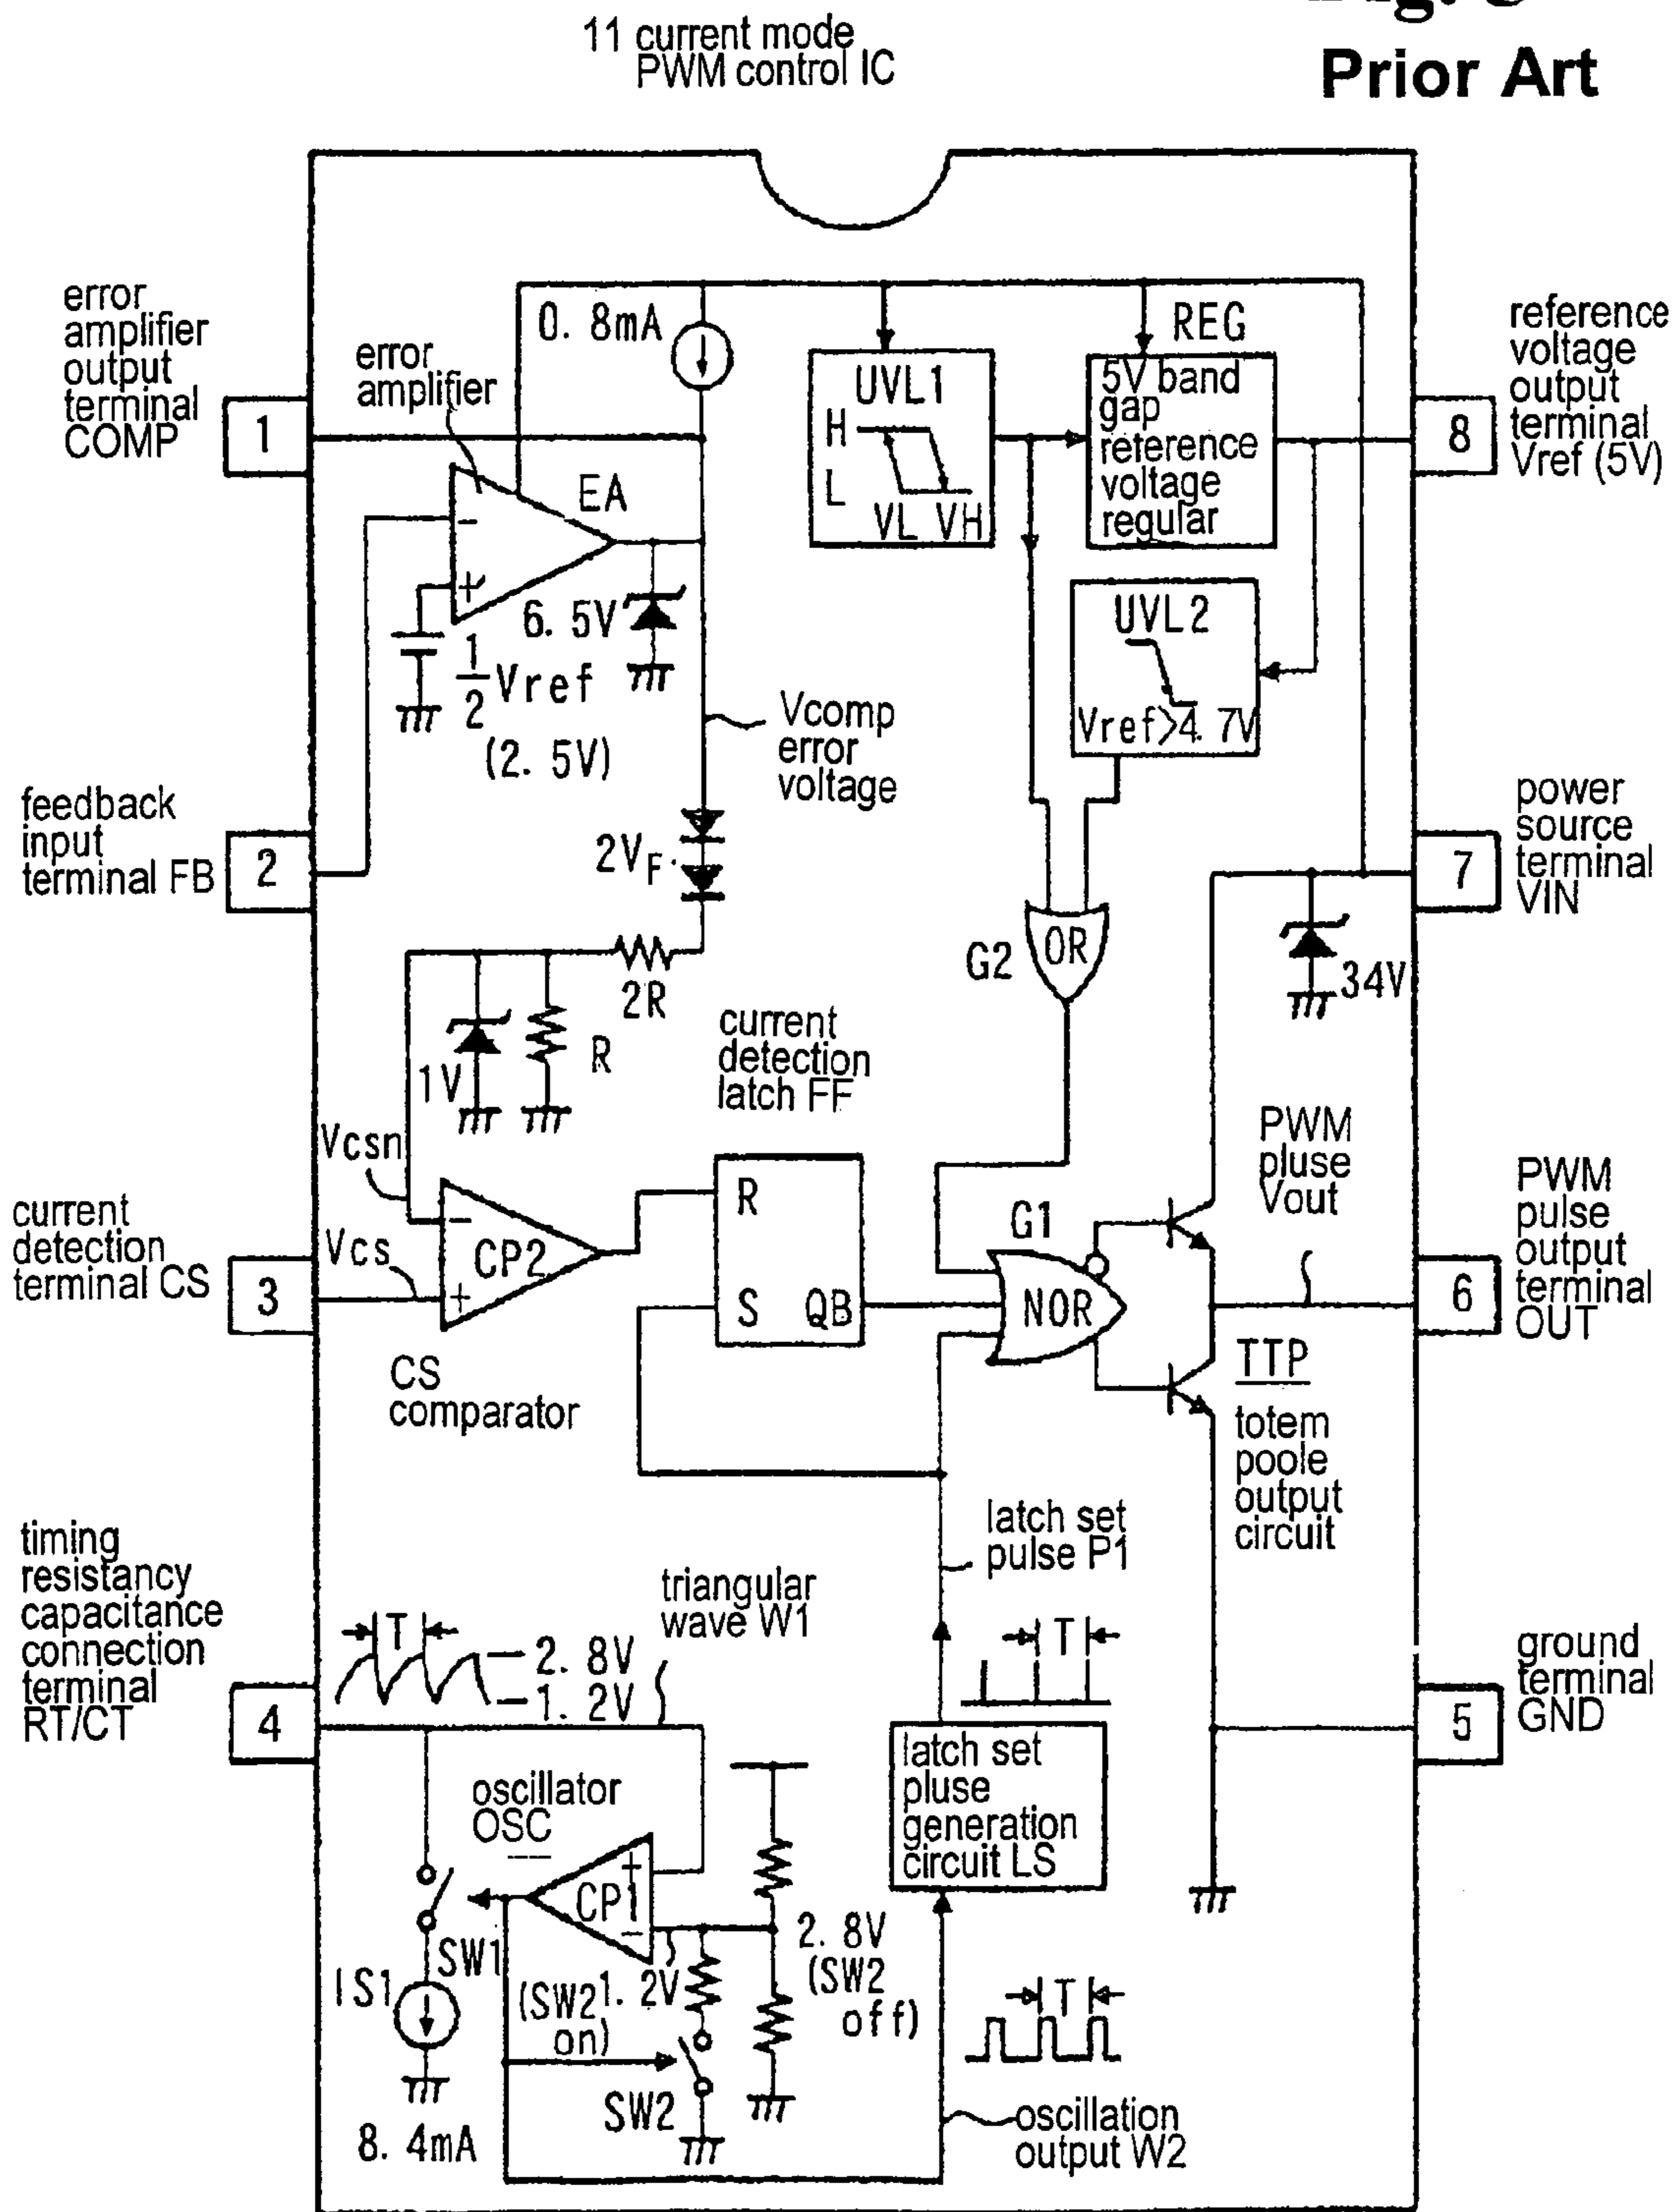 11 current mode
PWM control IC
Prior Art
error
amplifier
output
terminal
COMP
1
error
amplifier
0. 8mA
EA
6. 5V
1
2
Vref
(2. 5V)
Vcomp
error
voltage
UVL1
H
L
VL VH
REG
5V band
gap
reference
voltage
regular
reference
voltage
output
terminal
Vref (5V)
8
UVL2
Vref>4. 7V
feedback
input
terminal FB
2
2VF
2R
R
1V
G2
OR
34V
power
source
terminal
VIN
7
current
detection
latch FF
Vcsn
Vcs
current
detection
terminal CS
3
CP2
CS
comparator
R
S
QB
G1
NOR
PWM
pluse
Vout
PWM
pulse
output
terminal
OUT
6
TTP
totem
poole
output
circuit
timing
resistancy
capacitance
connection
terminal
RT/CT
4
T
2. 8V
1. 2V
triangular
wave W1
latch set
pulse P1
T
ground
terminal
GND
5
latch set
pluse
generation
circuit LS
oscillator
OSC
CP1
SW1
IS1
8. 4mA
1. 2V
(SW2
on)
SW2
2. 8V
(SW2
off)
T
oscillation
output W2